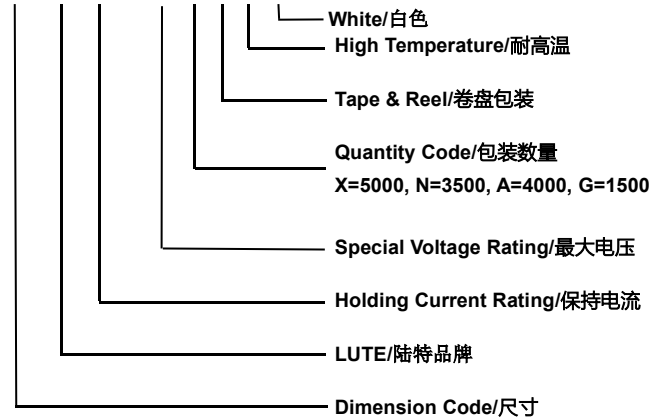 White/白色
High Temperature/耐高温
Tape & Reel/卷盘包装
Quantity Code/包装数量
X=5000, N=3500, A=4000, G=1500
Special Voltage Rating/最大电压
Holding Current Rating/保持电流
LUTE/陆特品牌
Dimension Code/尺寸